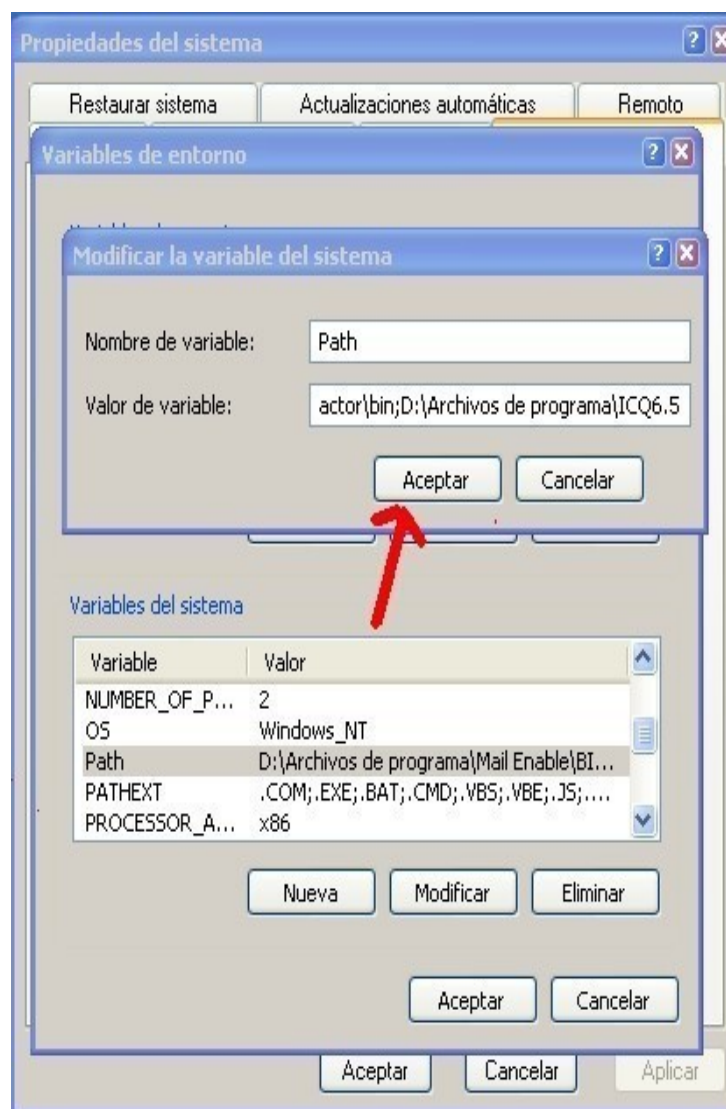 Propiedades del sistema
Restaurar sistema Actualizaciones automáticas Remoto
Variables de entorno
Modificar la variable del sistema
Nombre de variable: Path
Valor de variable: actor\bin;D:\Archivos de programa\ICQ6.5
Aceptar Cancelar
Variables del sistema
Variable Valor
NUMBER_OF_P... 2
OS Windows_NT
Path D:\Archivos de programa\Mail Enable\BI...
PATHEXT .COM;.EXE;.BAT;.CMD;.VBS;.VBE;.JS;....
PROCESSOR_A... x86
Nueva Modificar Eliminar
Aceptar Cancelar
Aceptar Cancelar Aplicar